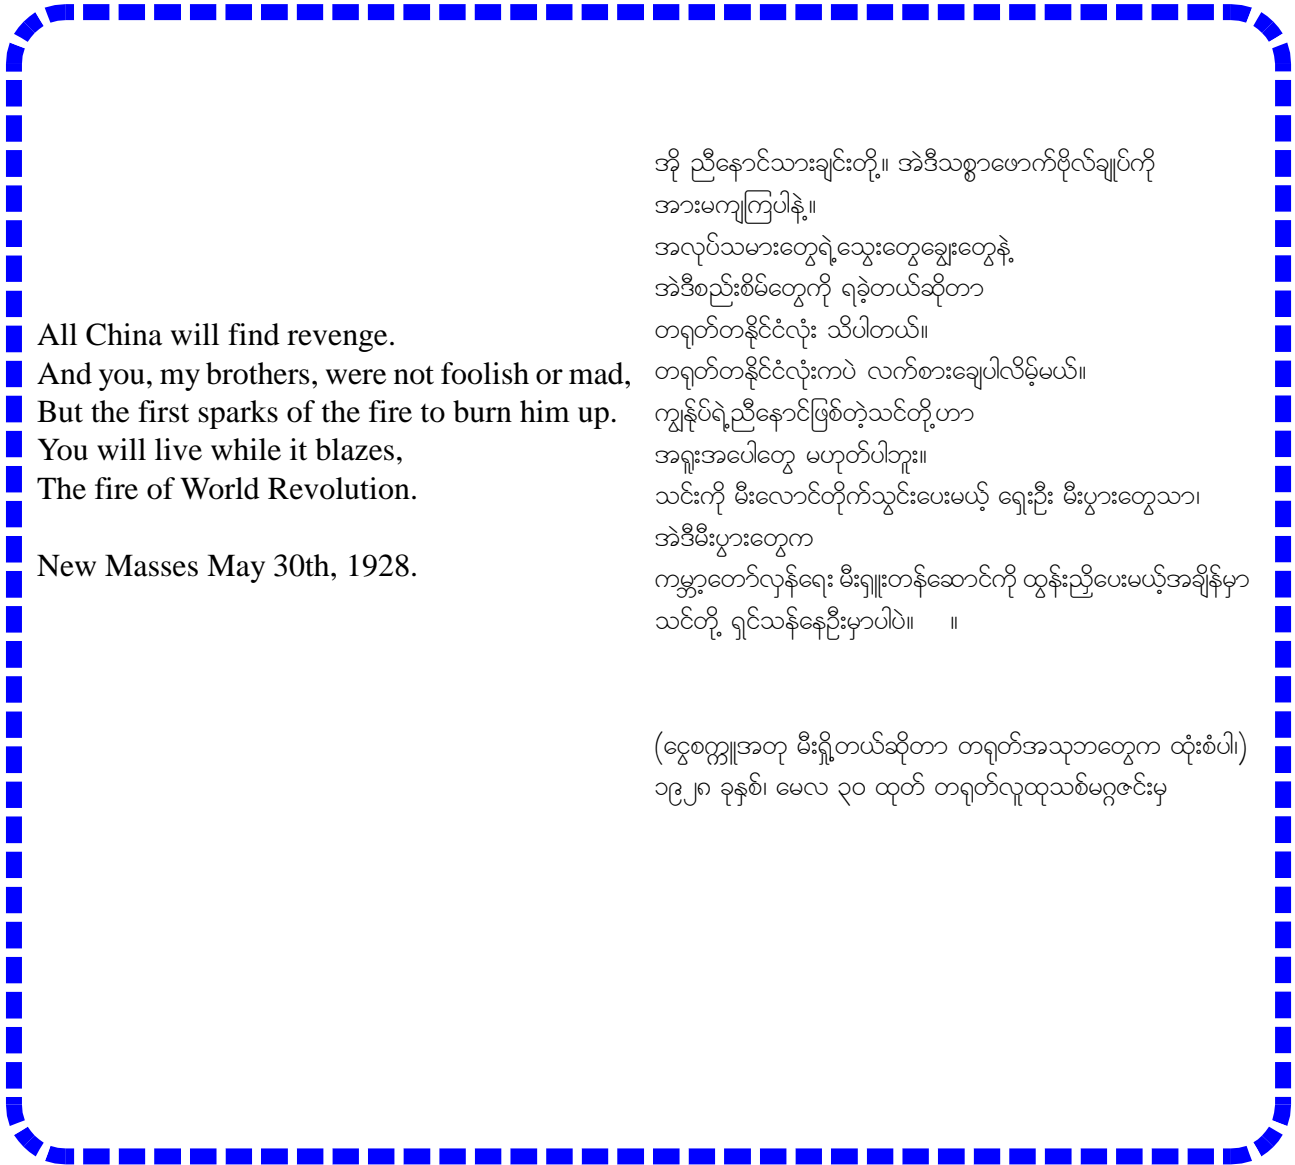 All China will find revenge.
And you, my brothers, were not foolish or mad,
But the first sparks of the fire to burn him up.
You will live while it blazes,
The fire of World Revolution.
New Masses May 30th, 1928.
အို ညီနောင်သားချင်းတို့။ အဲဒီသစ္စာဖောက်ဗိုလ်ချုပ်ကို
အားမကျကြပါနဲ့။
အလုပ်သမားတွေရဲ့သွေးတွေချွေးတွေနဲ့
အဲဒီစည်းစိမ်တွေကို ရခဲ့တယ်ဆိုတာ
တရုတ်တနိုင်ငံလုံး သိပါတယ်။
တရုတ်တနိုင်ငံလုံးကပဲ လက်စားချေပါလိမ့်မယ်။
ကျွန်ုပ်ရဲ့ညီနောင်ဖြစ်တဲ့သင်တို့ဟာ
အရူးအပေါတွေ မဟုတ်ပါဘူး။
သင်းကို မီးလောင်တိုက်သွင်းပေးမယ့် ရှေးဦး မီးပွားတွေသာ၊
အဲဒီမီးပွားတွေက
ကမ္ဘာ့တော်လှန်ရေး မီးရှူးတန်ဆောင်ကို ထွန်းညှိပေးမယ့်အချိန်မှာ
သင်တို့ ရှင်သန်နေဦးမှာပါပဲ။ ။
(ငွေစက္ကူအတု မီးရှို့တယ်ဆိုတာ တရုတ်အသုဘတွေက ထုံးစံပါ၊)
၁၉၂၈ ခုနှစ်၊ မေလ ၃၀ ထုတ် တရုတ်လူထုသစ်မဂ္ဂဇင်းမှ